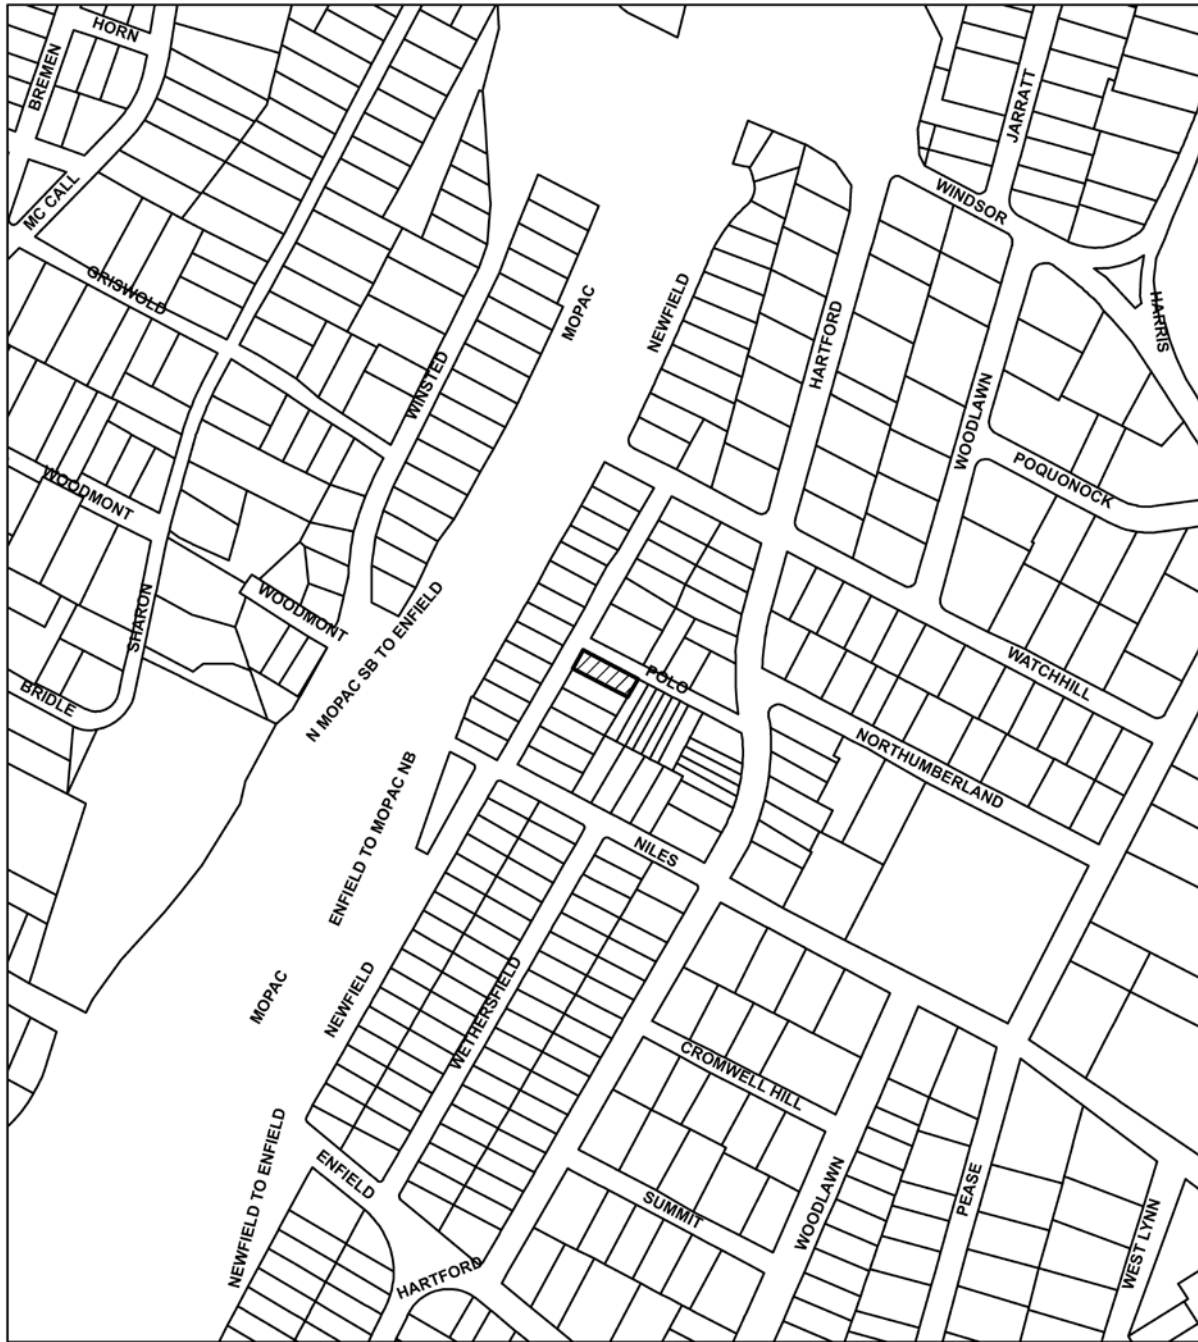 HORN
BREMEN
JARRATT
MC CALL
WINDSOR
GRISWOLD
MOPAC
NEWFIELD
HARRIS
HARTFORD
WINSTED
WOODLAWN
POQUONOCK
WOODMONT
SHARON
WOODMONT
N MOPAC SB TO ENFIELD
WATCHHILL
POLO
BRIDLE
NORTHUMBERLAND
ENFIELD TO MOPAC NB
NILES
MOPAC
NEWFIELD
WETHERSFIELD
CROMWELL HILL
NEWFIELD TO ENFIELD
ENFIELD
SUMMIT
WOODLAWN
PEASE
WEST LYNN
HARTFORD